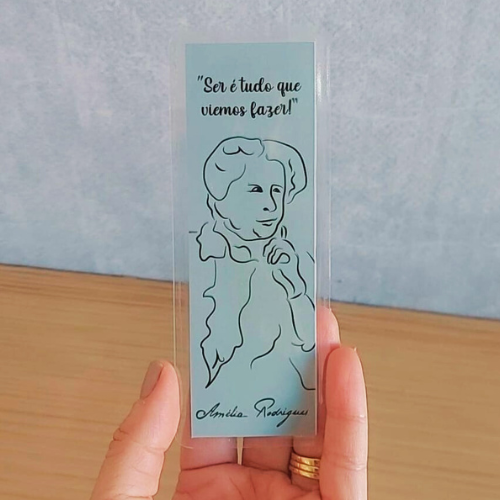 "Ser é tudo que
viemos fazer!"
Amélia Rodrigues